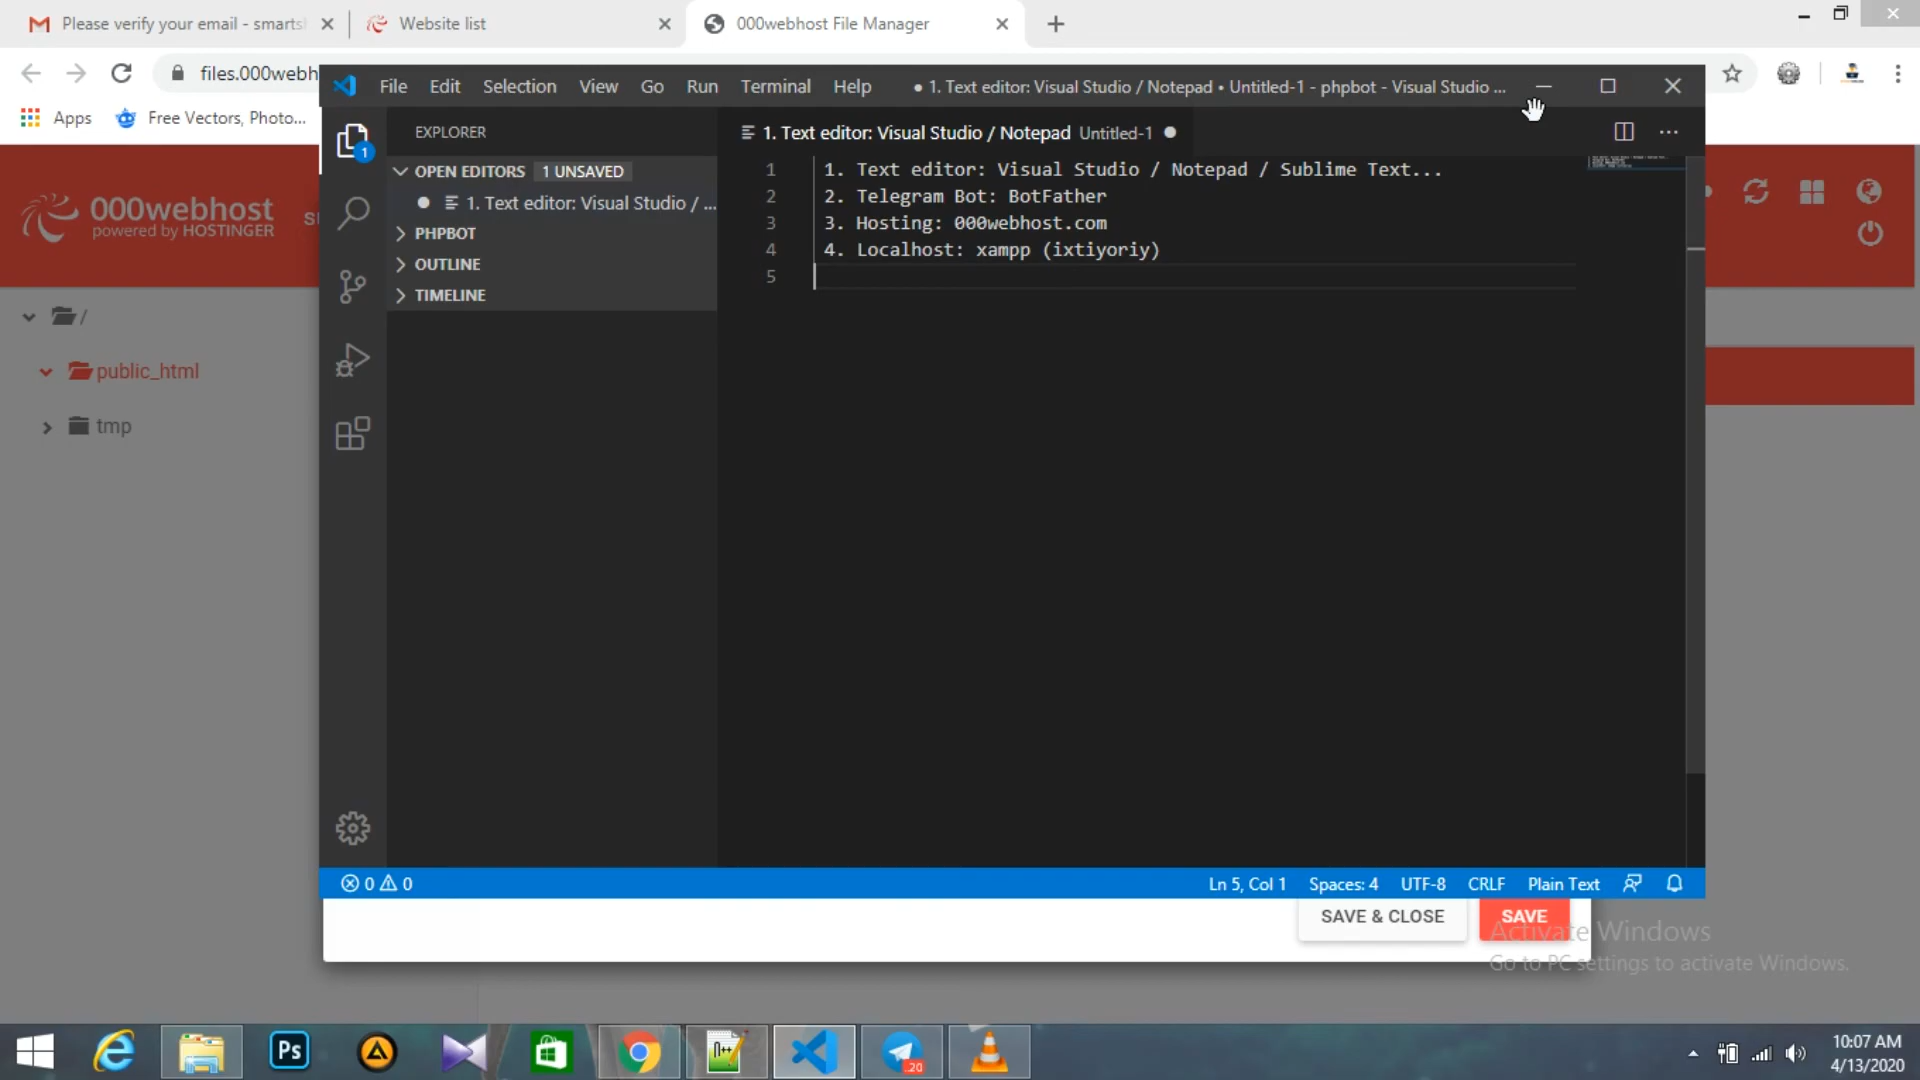 Please verify your email - smarts
Website list
000webhost File Manager
files.000webh
Apps
Free Vectors, Photo...
File Edit Selection View Go Run Terminal Help
● 1. Text editor: Visual Studio / Notepad • Untitled-1 - phpbot - Visual Studio ...
EXPLORER
1. Text editor: Visual Studio / Notepad Untitled-1
1
OPEN EDITORS 1 UNSAVED
1. Text editor: Visual Studio / ...
PHPBOT
OUTLINE
TIMELINE
1 1. Text editor: Visual Studio / Notepad / Sublime Text...
2 2. Telegram Bot: BotFather
3 3. Hosting: 000webhost.com
4 4. Localhost: xampp (ixtiyoriy)
5
000webhost
powered by HOSTINGER
/
public_html
tmp
0 0
Ln 5, Col 1 Spaces: 4 UTF-8 CRLF Plain Text
SAVE & CLOSE
SAVE
Activate Windows
Go to PC settings to activate Windows.
Ps
n++
20
10:07 AM
4/13/2020